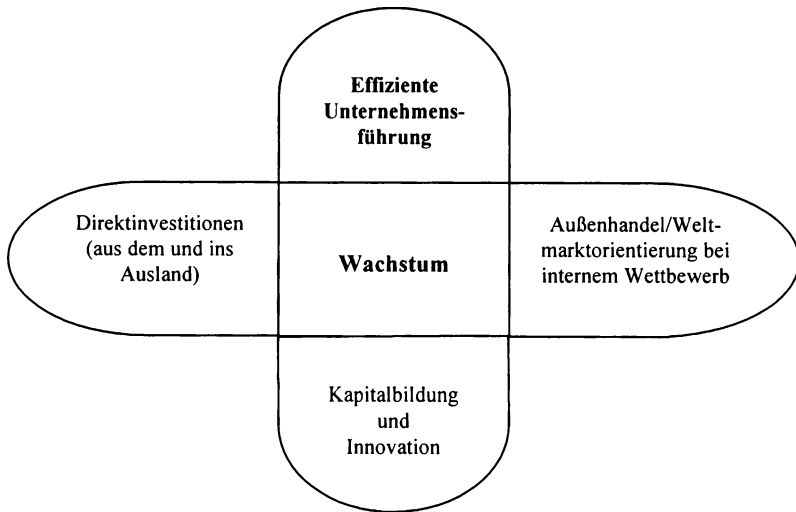 Effiziente
Unternehmens-
führung
Direktinvestitionen
(aus dem und ins
Ausland)
Wachstum
Außenhandel/Welt-
marktorientierung bei
internem Wettbewerb
Kapitalbildung
und
Innovation